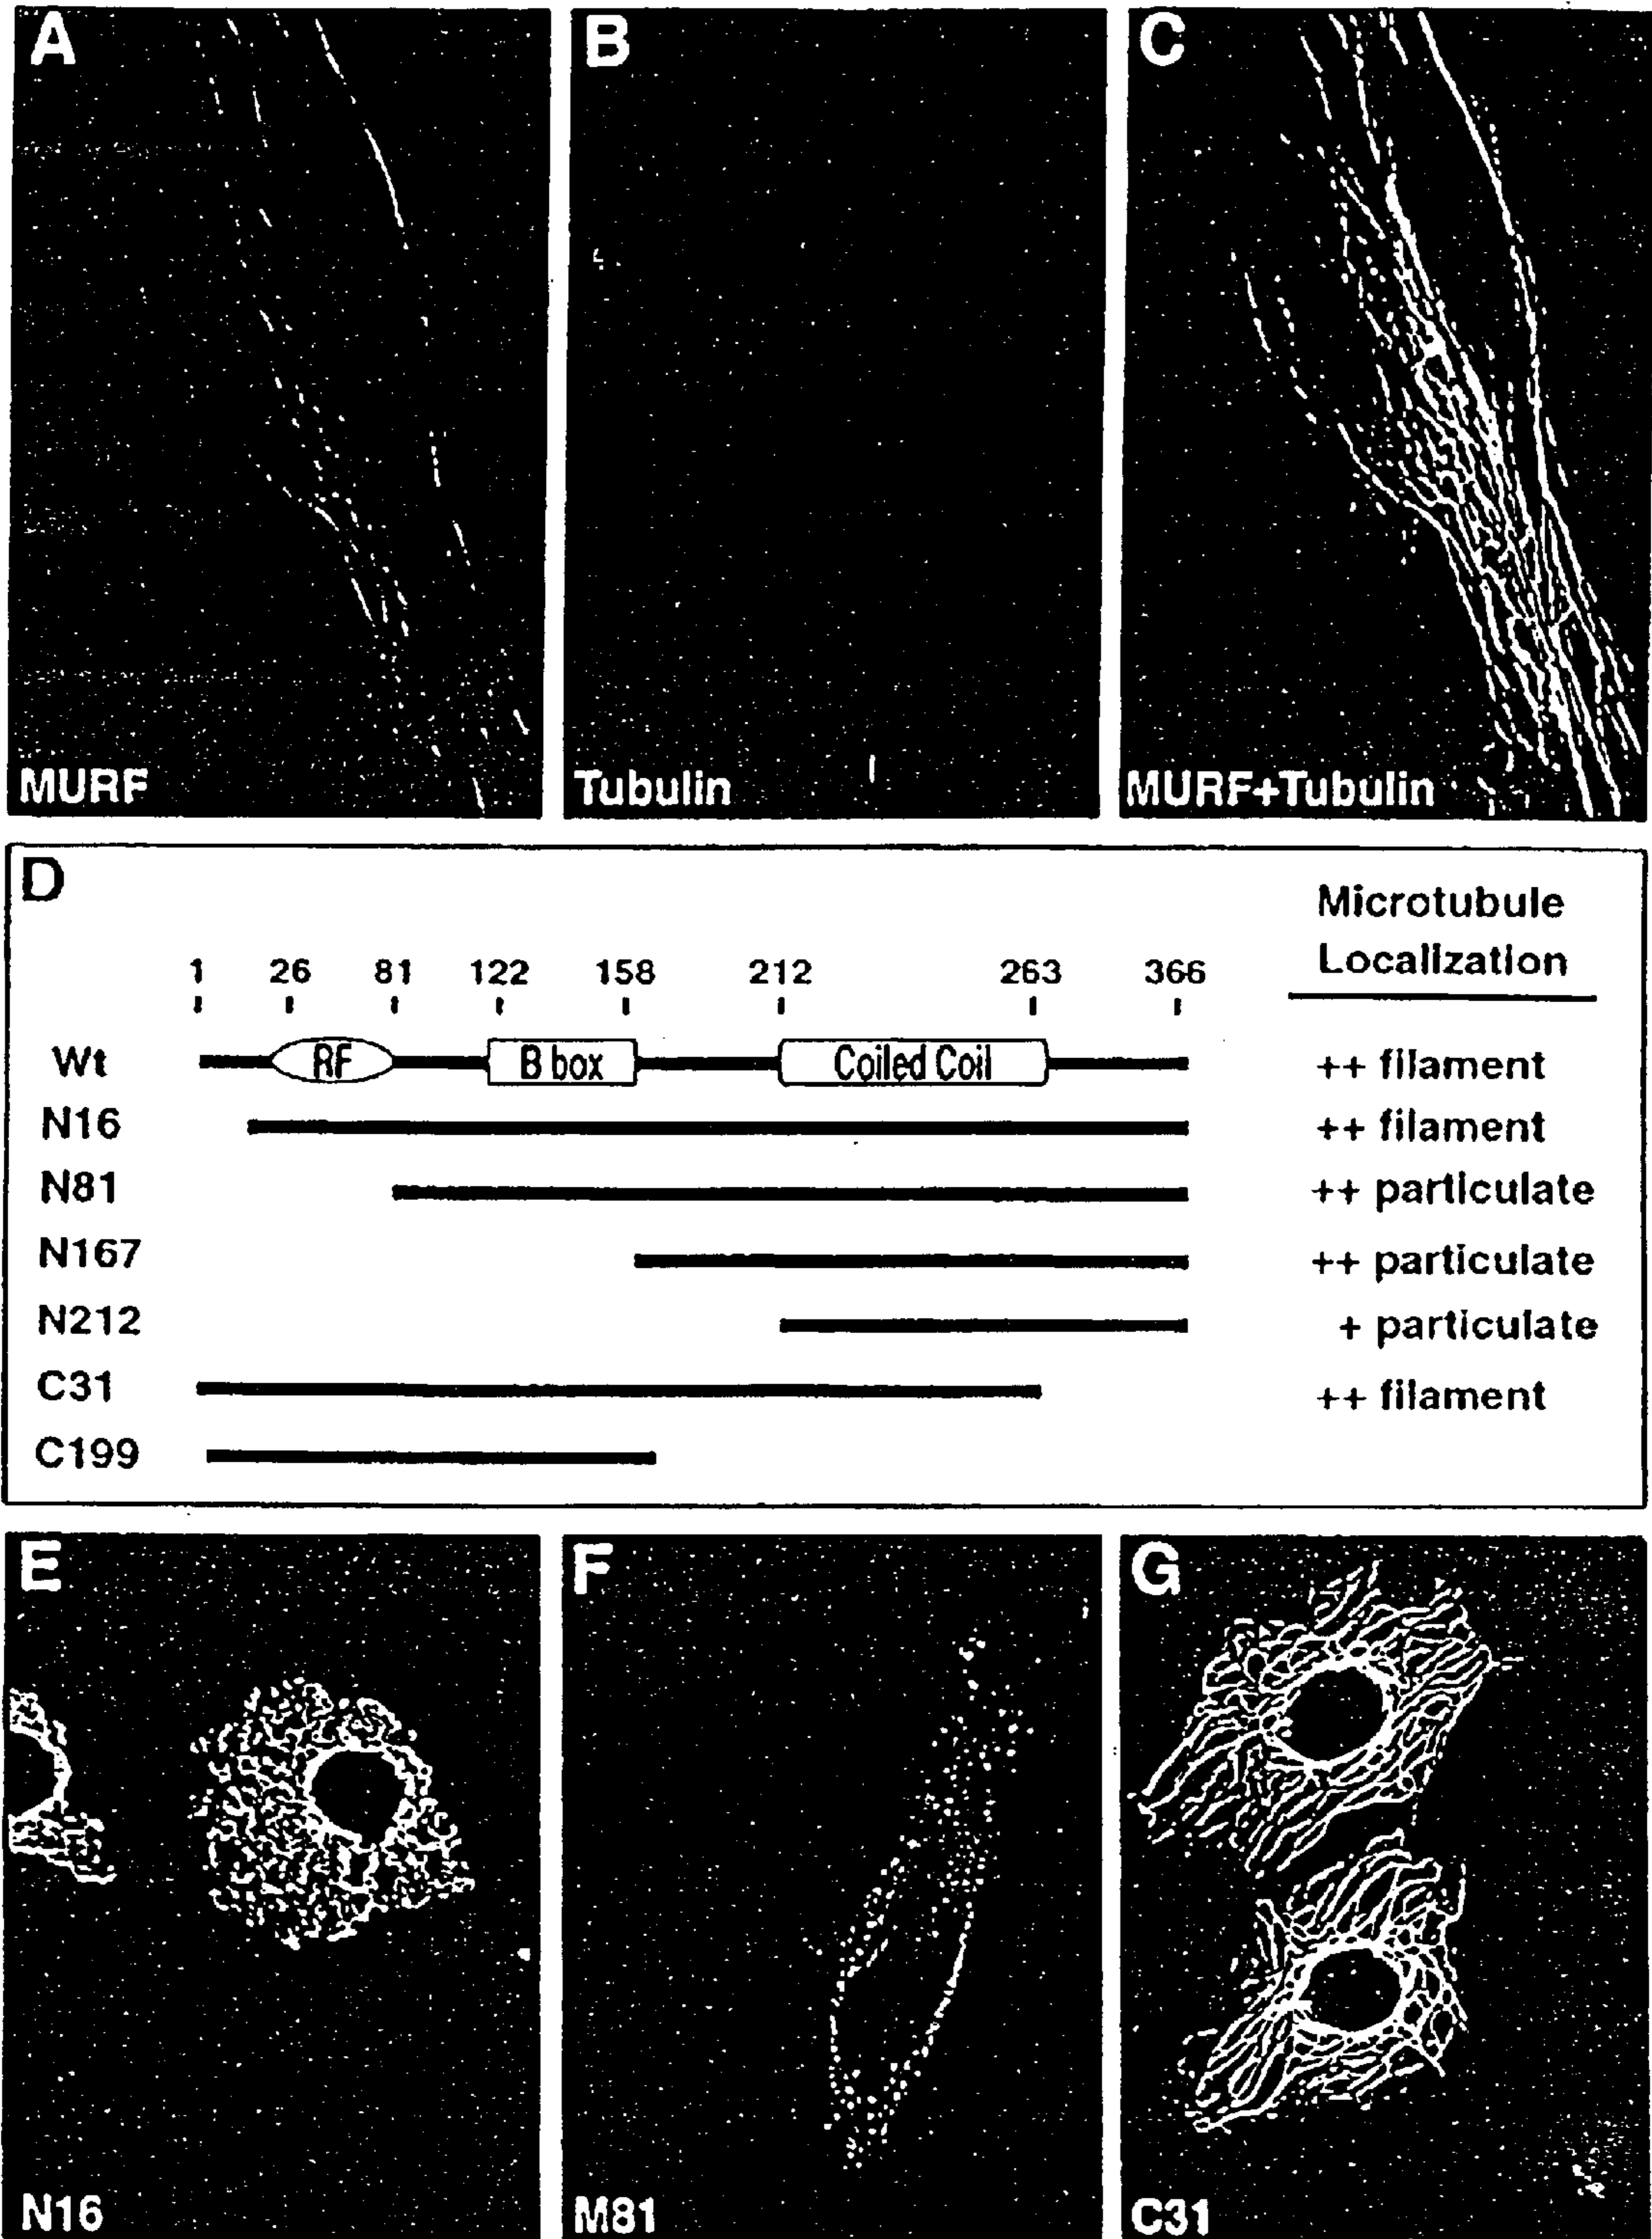 A
B
C
MURF
Tubulin
MURF+Tubulin
D
Microtubule
Localization
1 26 81 122 158 212 263 366
Wt RF B box Coiled Coil ++ filament
N16 ++ filament
N81 ++ particulate
N167 ++ particulate
N212 + particulate
C31 ++ filament
C199
E
F
G
N16
M81
C31